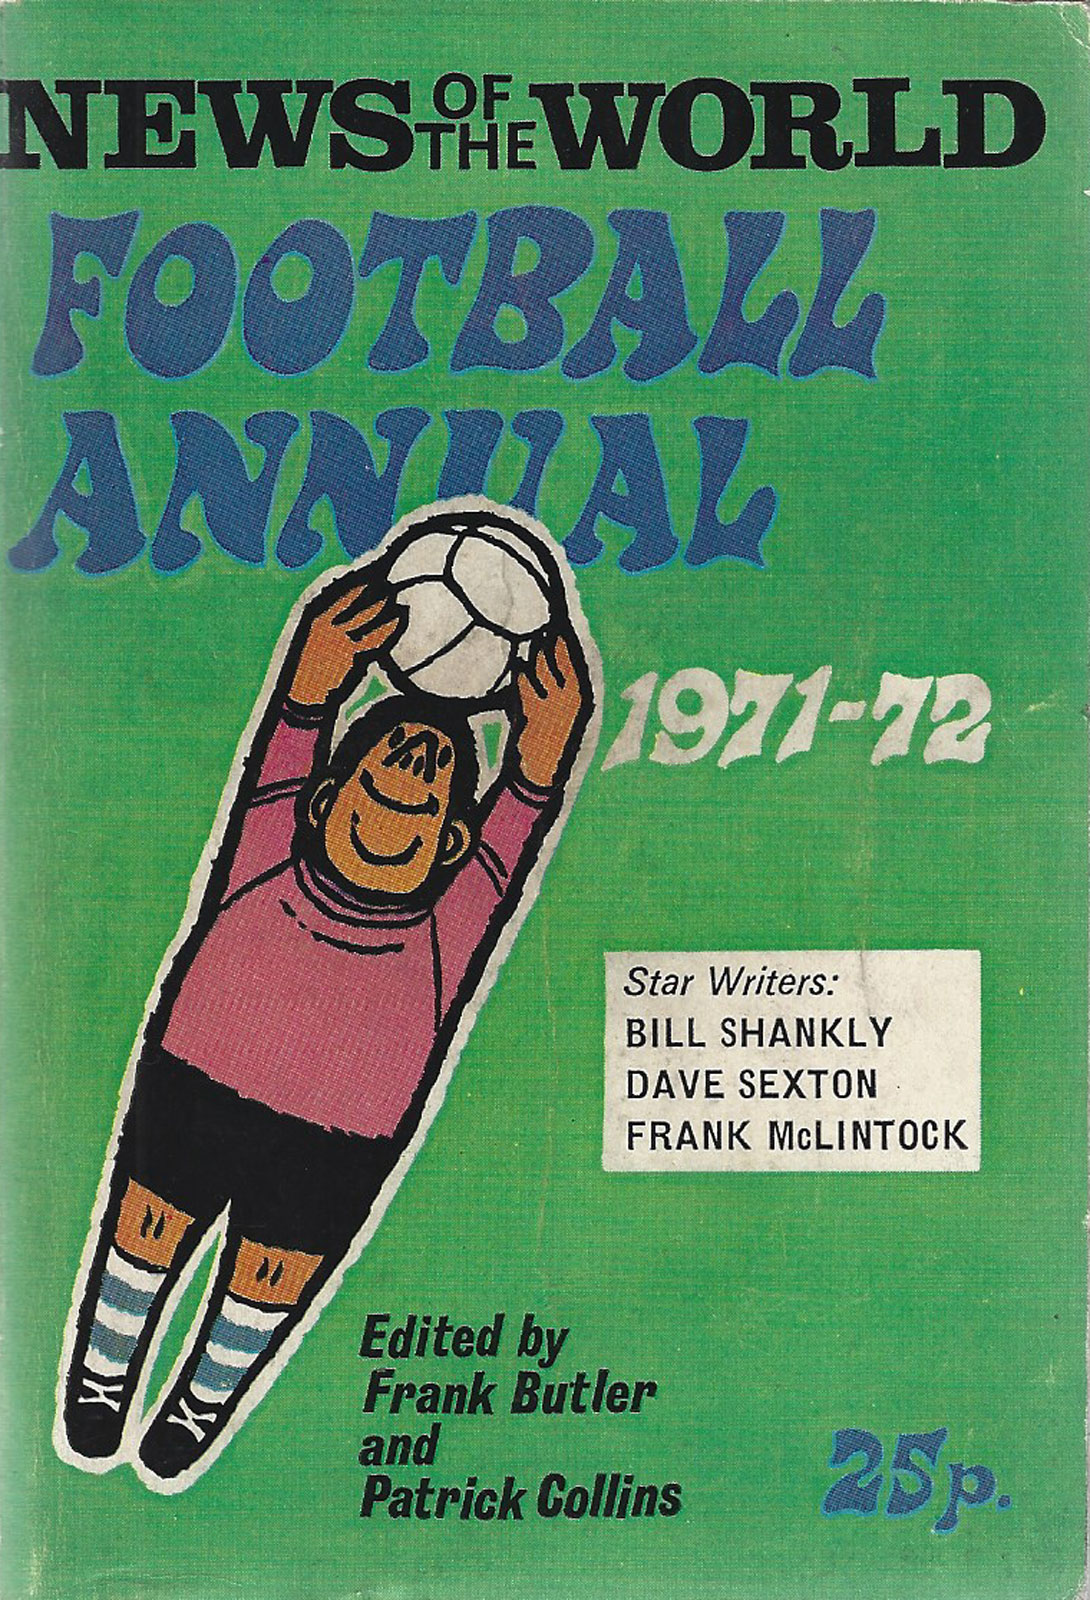 NEWS OF THE WORLD
FOOTBALL
ANNUAL
1971-72
Star Writers:
BILL SHANKLY
DAVE SEXTON
FRANK McLINTOCK
Edited by
Frank Butler
and
Patrick Collins
25p.